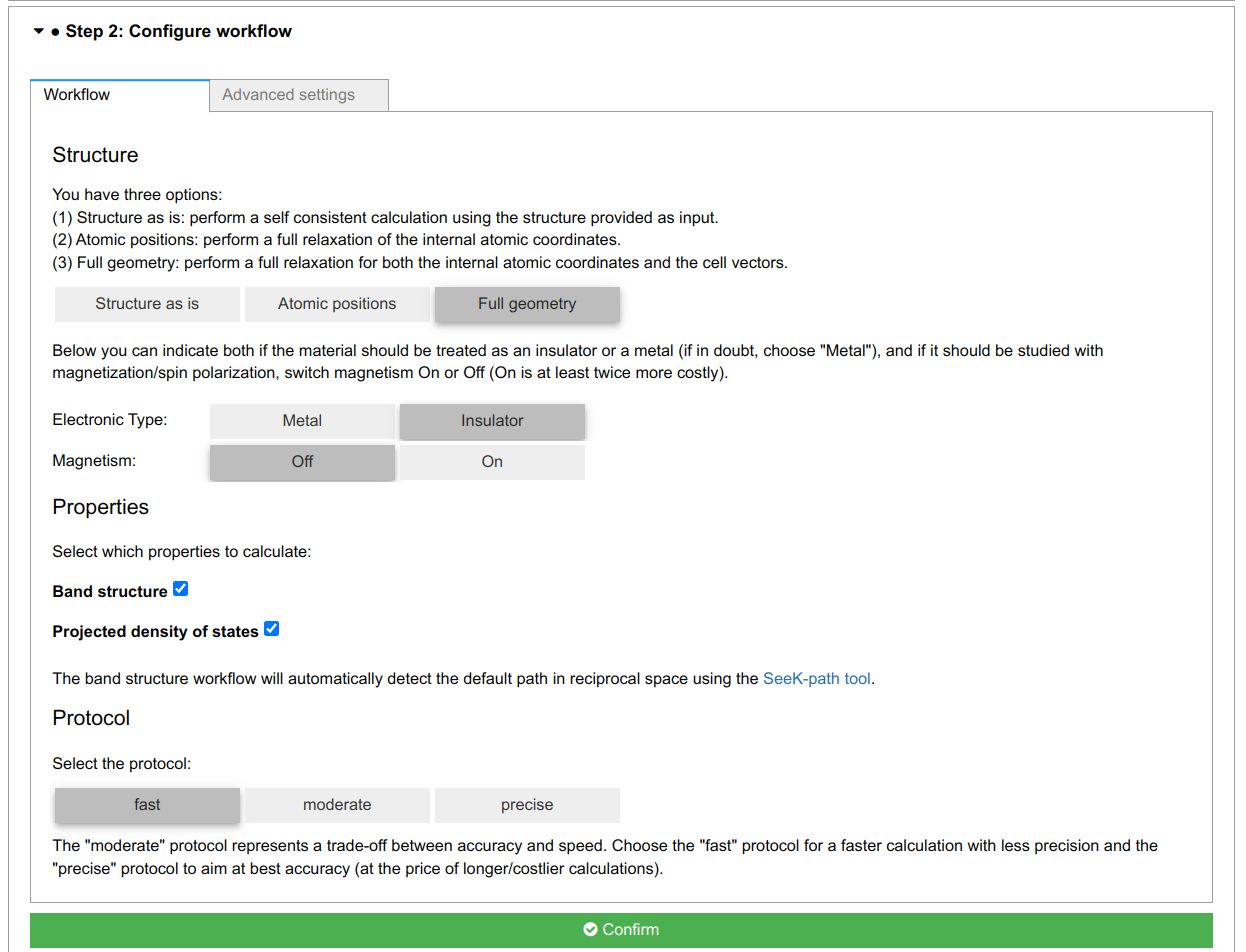 Step 2: Configure workflow
Workflow
Advanced settings
Structure
You have three options:
(1) Structure as is: perform a self consistent calculation using the structure provided as input.
(2) Atomic positions: perform a full relaxation of the internal atomic coordinates.
(3) Full geometry: perform a full relaxation for both the internal atomic coordinates and the cell vectors.
Structure as is
Atomic positions
Full geometry
Below you can indicate both if the material should be treated as an insulator or a metal (if in doubt, choose "Metal"), and if it should be studied with
magnetization/spin polarization, switch magnetism On or Off (On is at least twice more costly).
Electronic Type:
Metal
Insulator
Magnetism:
Off
On
Properties
Select which properties to calculate:
Band structure
Projected density of states
The band structure workflow will automatically detect the default path in reciprocal space using the SeeK-path tool.
Protocol
Select the protocol:
fast
moderate
precise
The "moderate" protocol represents a trade-off between accuracy and speed. Choose the "fast" protocol for a faster calculation with less precision and the
"precise" protocol to aim at best accuracy (at the price of longer/costlier calculations).
Confirm